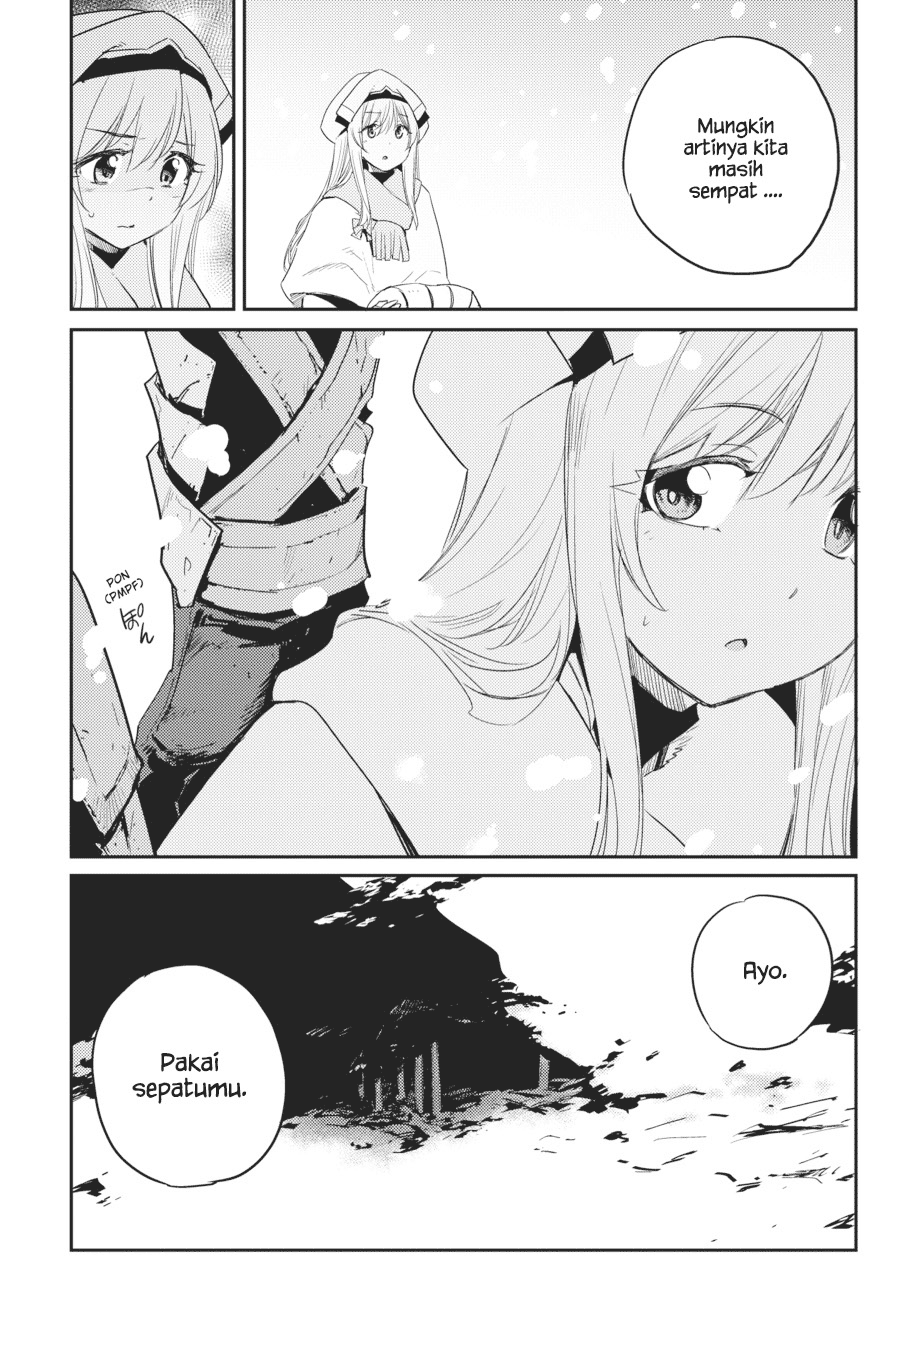 Mungkin
artinya kita
masih
sempat ....
PON
(PMPF)
ぽん
Ayo.
Pakai
sepatumu.